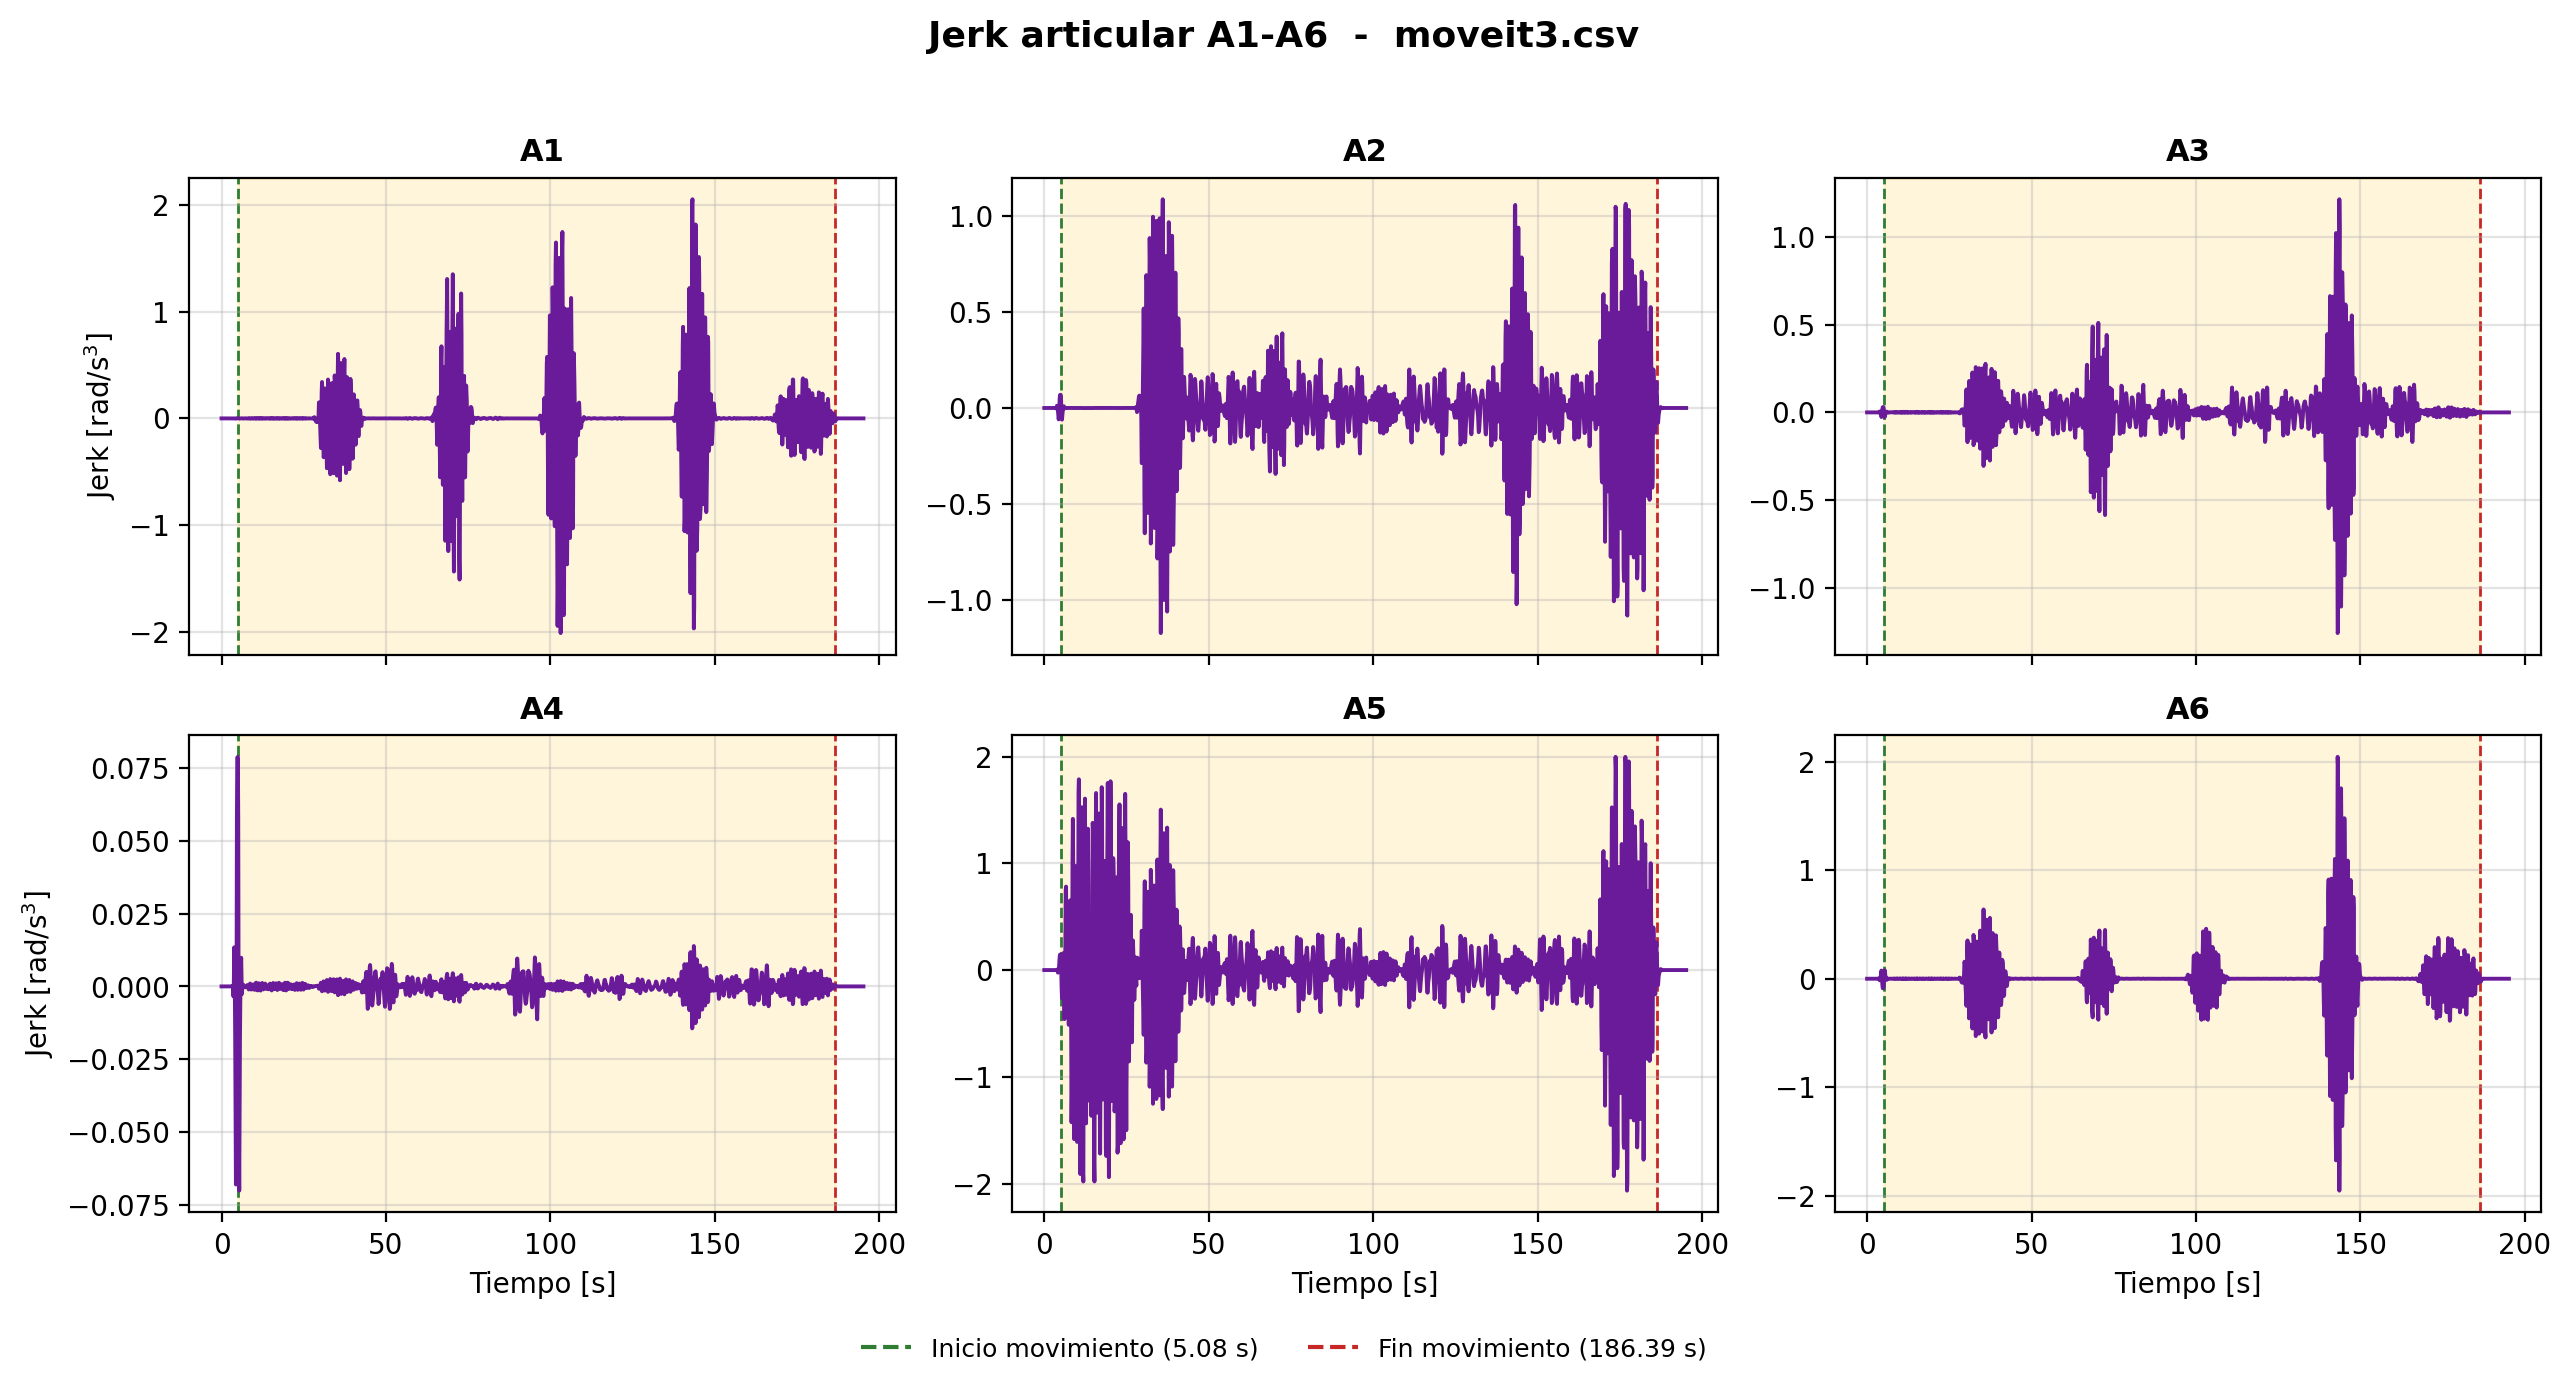 Jerk articular A1-A6  -  moveit3.csv
A1
A2
A3
2
1
0
−1
−2
Jerk [rad/s³]
1.0
0.5
0.0
−0.5
−1.0
1.0
0.5
0.0
−0.5
−1.0
A4
A5
A6
0.075
0.050
0.025
0.000
−0.025
−0.050
−0.075
Jerk [rad/s³]
2
1
0
−1
−2
2
1
0
−1
−2
0 50 100 150 200
0 50 100 150 200
0 50 100 150 200
Tiempo [s]
Tiempo [s]
Tiempo [s]
Inicio movimiento (5.08 s)
Fin movimiento (186.39 s)